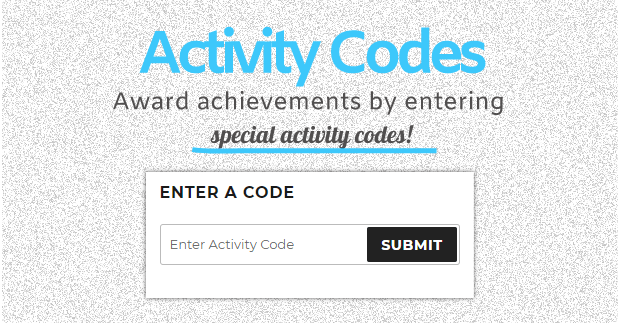 Activity Codes
Award achievements by entering
special activity codes!
ENTER A CODE
Enter Activity Code
SUBMIT